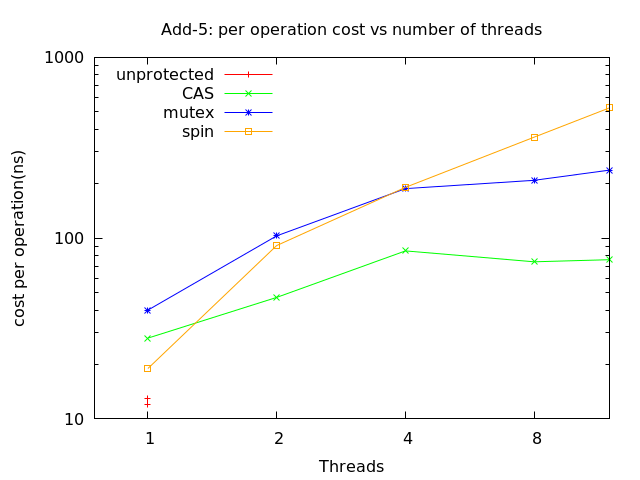 Add-5: per operation cost vs number of threads
1000
unprotected
CAS
mutex
spin
cost per operation(ns)
100
10
1 2 4 8
Threads